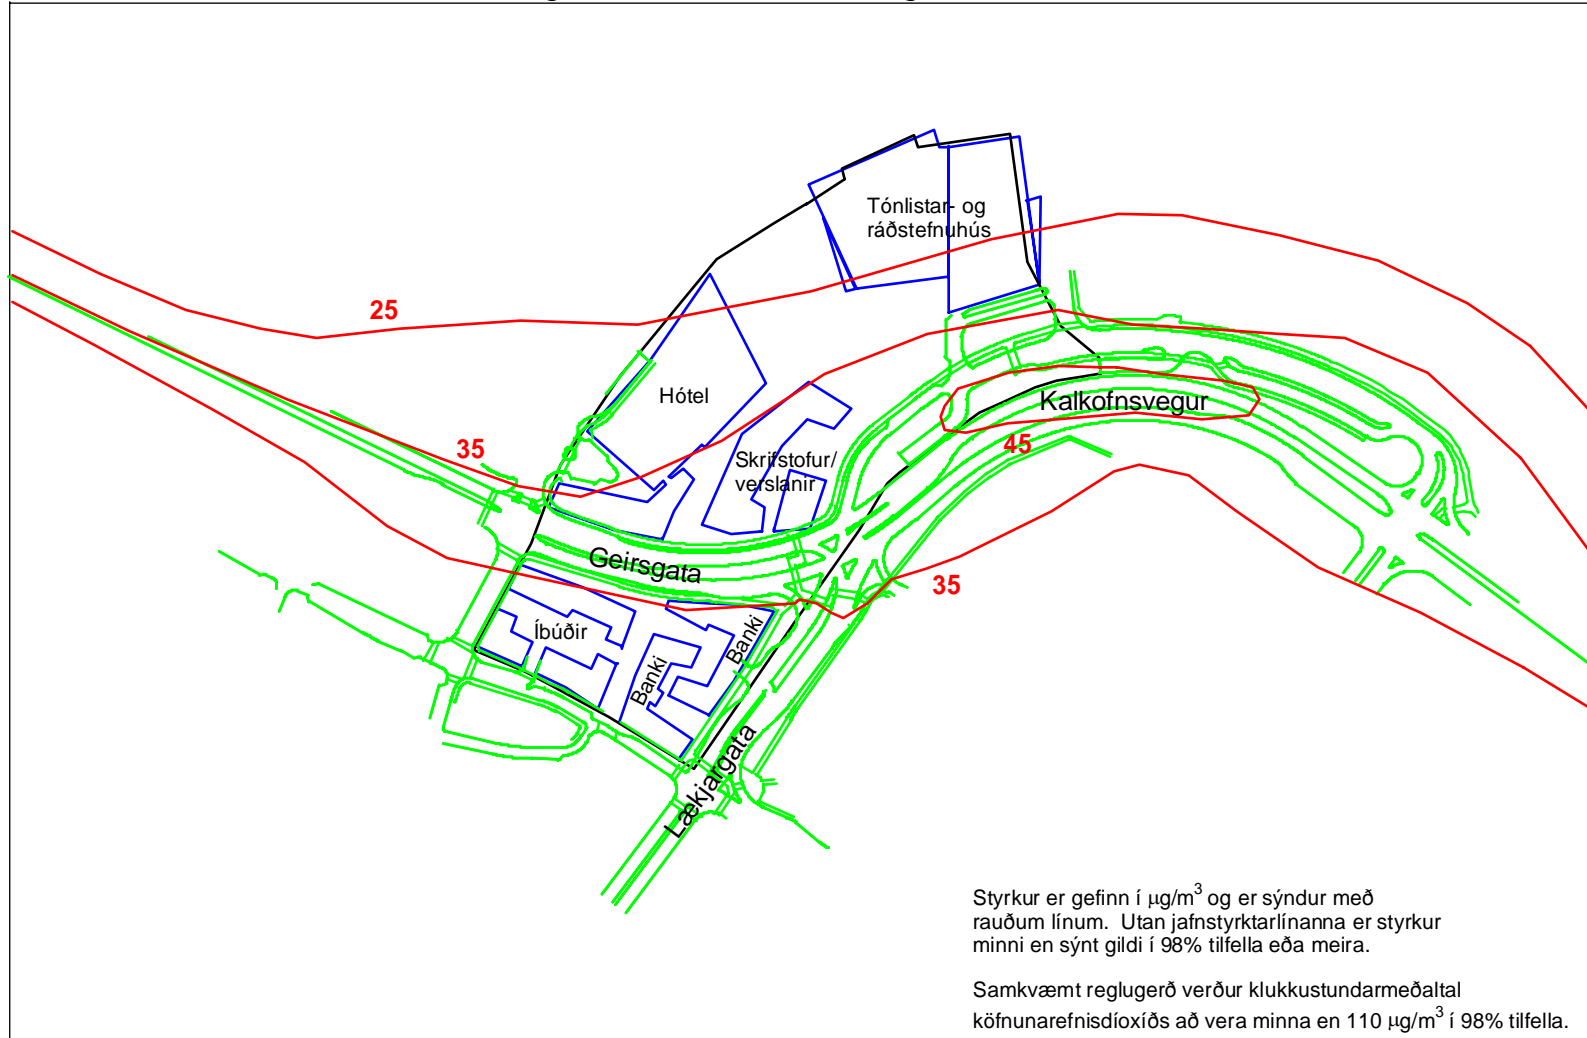 Tónlistar- og
ráðstefnuhús
25
Hótel
Kalkofnsvegur
35
45
Skrifstofur/
verslanir
Geirsgata
35
Íbúðir
Banki
Banki
Lækjargata
Styrkur er gefinn í µg/m³ og er sýndur með
rauðum línum. Utan jafnstyrktarlínanna er styrkur
minni en sýnt gildi í 98% tilfella eða meira.
Samkvæmt reglugerð verður klukkustundarmeðaltal
köfnunarefnisdíoxíðs að vera minna en 110 µg/m³ í 98% tilfella.